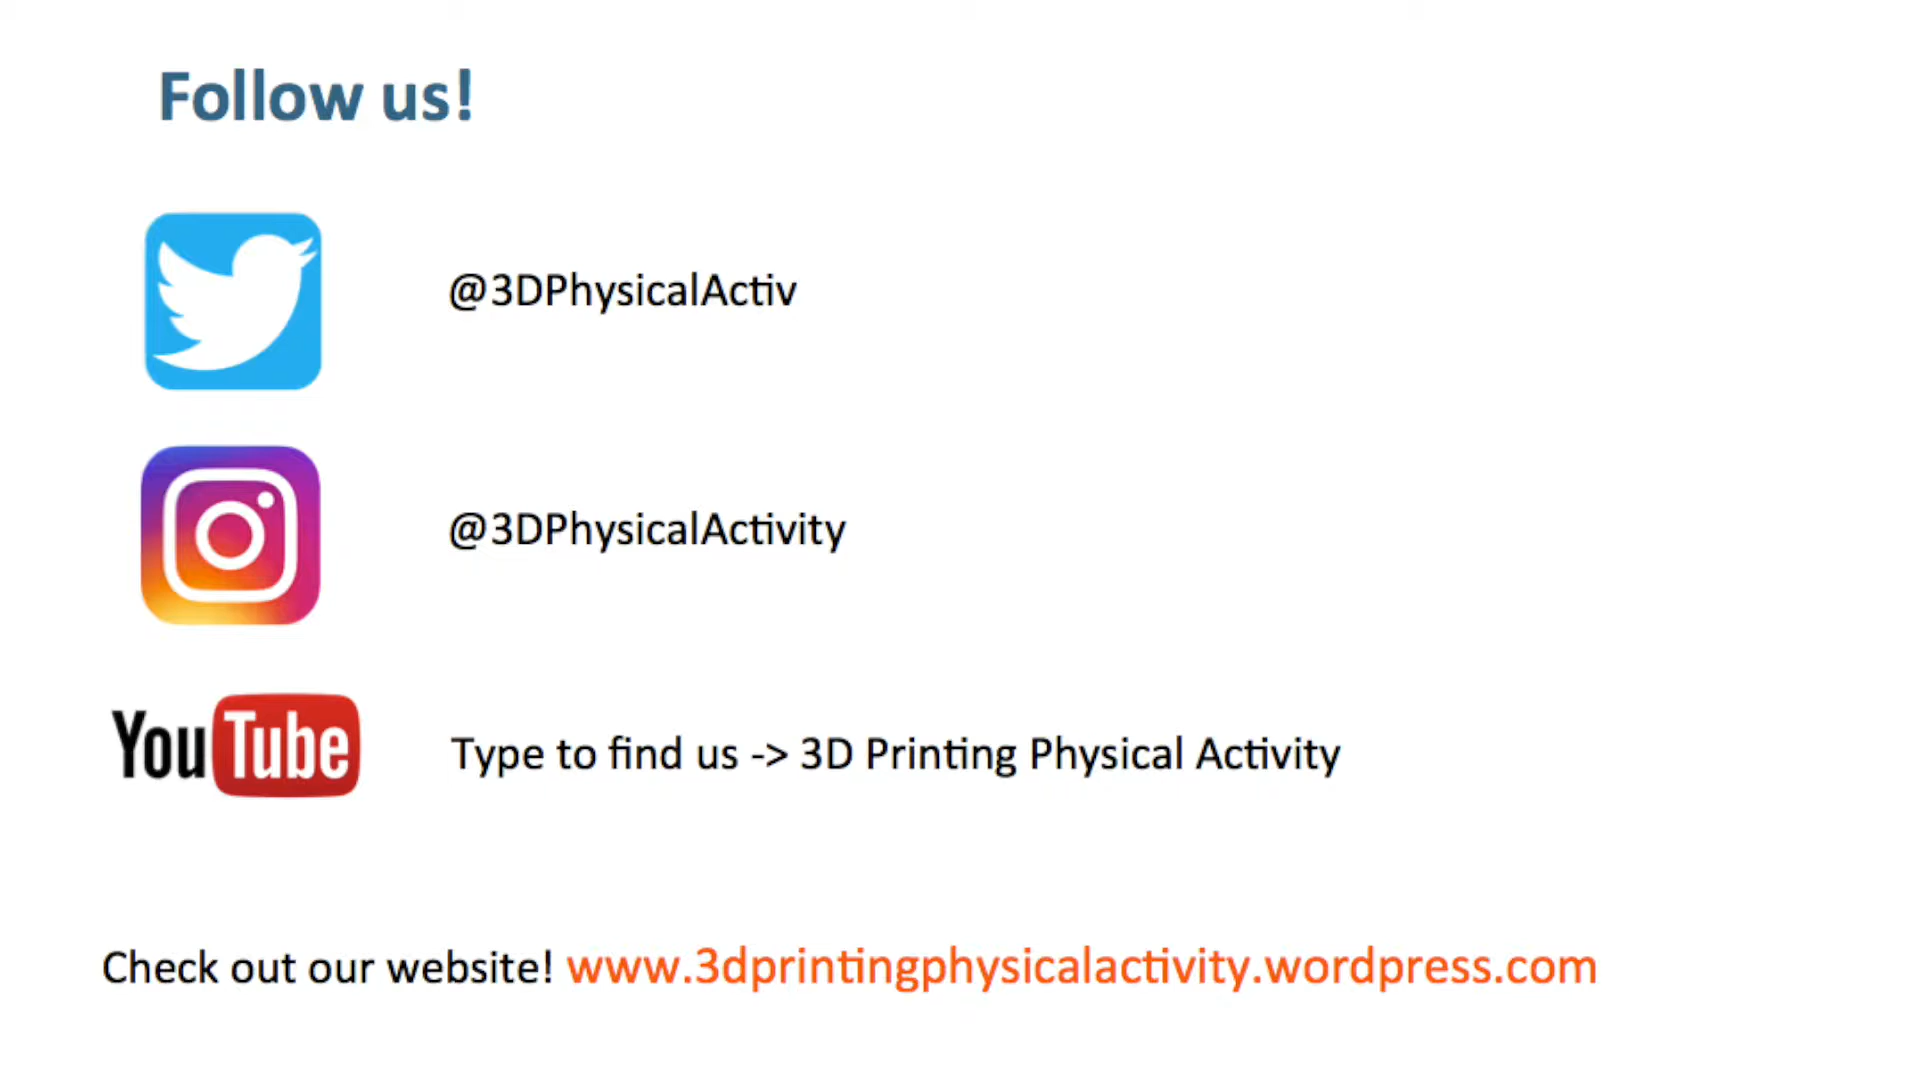 Follow us!
@3DPhysicalActiv
@3DPhysicalActivity
YouTube
Type to find us -> 3D Printing Physical Activity
Check out our website! www.3dprintingphysicalactivity.wordpress.com